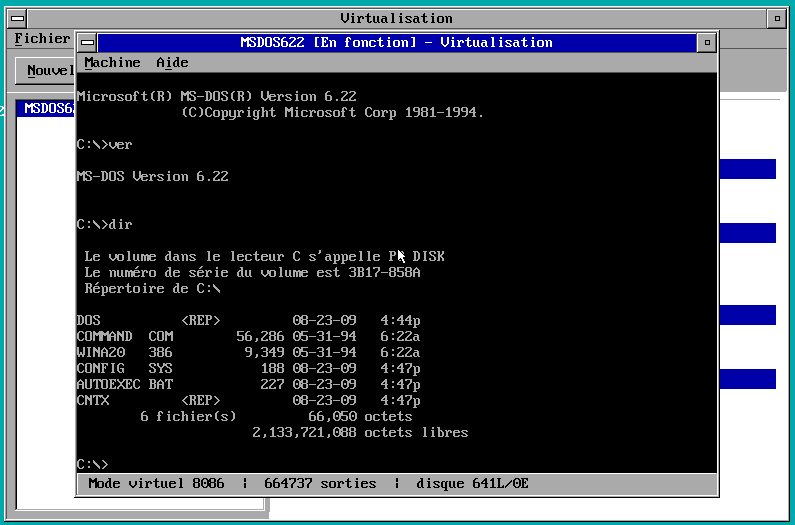 Virtualisation
Fichier
MSDOS622 [En fonction] - Virtualisation
Nouvel
Machine Aide
MSDOS62
Microsoft(R) MS-DOS(R) Version 6.22
(C)Copyright Microsoft Corp 1981-1994.
C:\>ver
MS-DOS Version 6.22
C:\>dir
Le volume dans le lecteur C s'appelle P DISK
Le numéro de série du volume est 3B17-858A
Répertoire de C:\
DOS <REP> 08-23-09 4:44p
COMMAND COM 56,286 05-31-94 6:22a
WINA20 386 9,349 05-31-94 6:22a
CONFIG SYS 188 08-23-09 4:47p
AUTOEXEC BAT 227 08-23-09 4:47p
CNTX <REP> 08-23-09 4:47p
6 fichier(s) 66,050 octets
2,133,721,088 octets libres
C:\>
Mode virtuel 8086 ¦ 664737 sorties ¦ disque 641L/0E